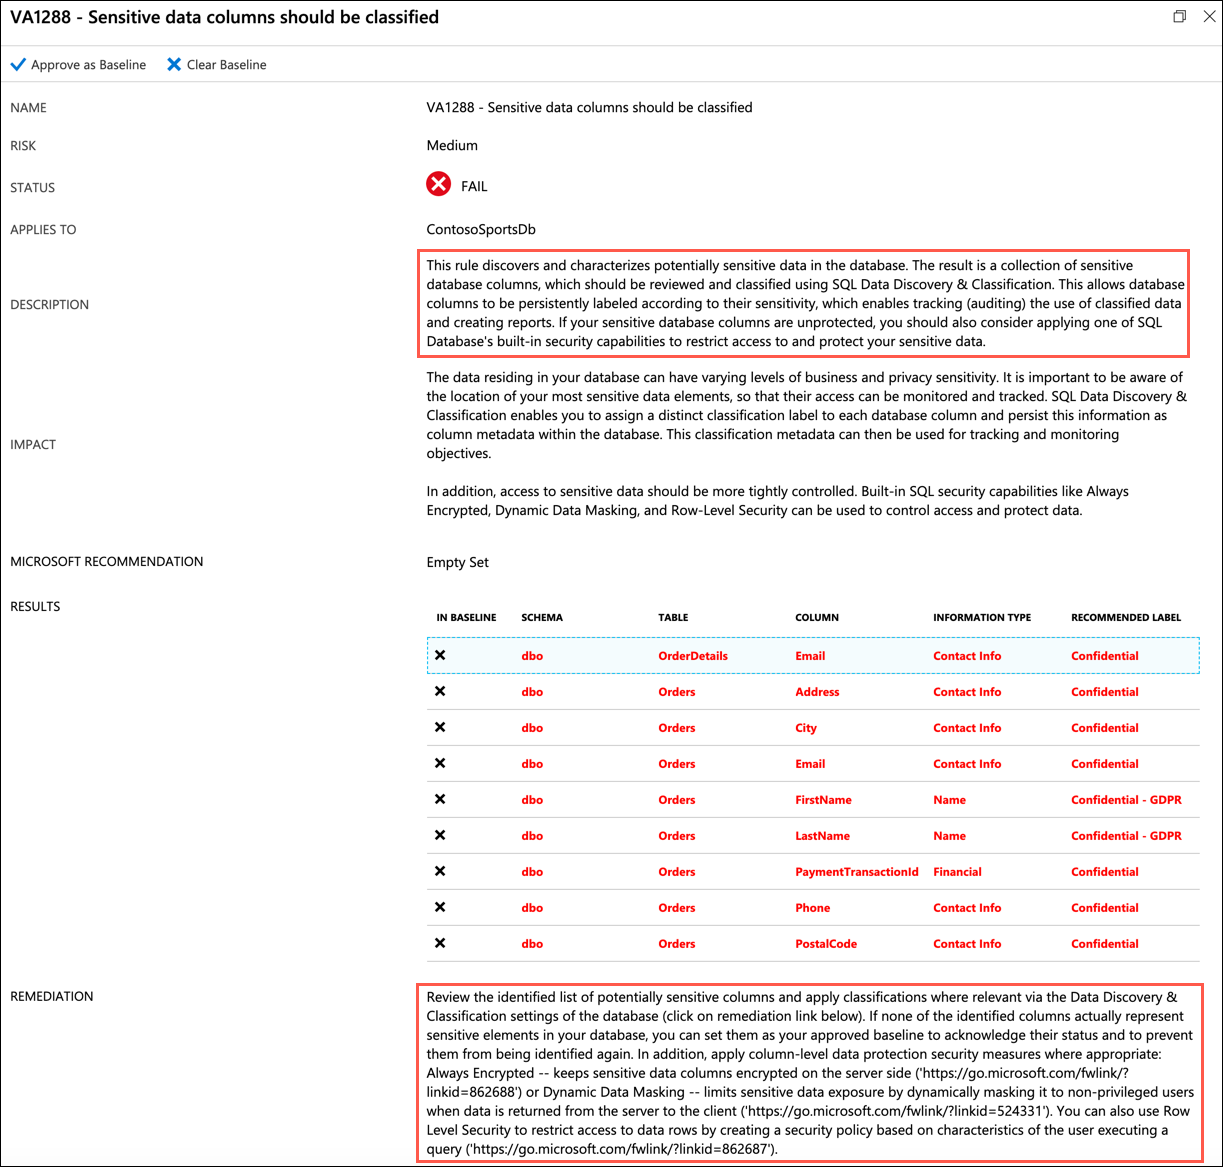 VA1288 - Sensitive data columns should be classified
Approve as Baseline Clear Baseline
NAME VA1288 - Sensitive data columns should be classified
RISK Medium
STATUS FAIL
APPLIES TO ContosoSportsDb
DESCRIPTION
This rule discovers and characterizes potentially sensitive data in the database. The result is a collection of sensitive
database columns, which should be reviewed and classified using SQL Data Discovery & Classification. This allows database
columns to be persistently labeled according to their sensitivity, which enables tracking (auditing) the use of classified data
and creating reports. If your sensitive database columns are unprotected, you should also consider applying one of SQL
Database's built-in security capabilities to restrict access to and protect your sensitive data.
IMPACT
The data residing in your database can have varying levels of business and privacy sensitivity. It is important to be aware of
the location of your most sensitive data elements, so that their access can be monitored and tracked. SQL Data Discovery &
Classification enables you to assign a distinct classification label to each database column and persist this information as
column metadata within the database. This classification metadata can then be used for tracking and monitoring
objectives.
In addition, access to sensitive data should be more tightly controlled. Built-in SQL security capabilities like Always
Encrypted, Dynamic Data Masking, and Row-Level Security can be used to control access and protect data.
MICROSOFT RECOMMENDATION Empty Set
RESULTS
IN BASELINE SCHEMA TABLE COLUMN INFORMATION TYPE RECOMMENDED LABEL
dbo OrderDetails Email Contact Info Confidential
dbo Orders Address Contact Info Confidential
dbo Orders City Contact Info Confidential
dbo Orders Email Contact Info Confidential
dbo Orders FirstName Name Confidential - GDPR
dbo Orders LastName Name Confidential - GDPR
dbo Orders PaymentTransactionId Financial Confidential
dbo Orders Phone Contact Info Confidential
dbo Orders PostalCode Contact Info Confidential
REMEDIATION
Review the identified list of potentially sensitive columns and apply classifications where relevant via the Data Discovery &
Classification settings of the database (click on remediation link below). If none of the identified columns actually represent
sensitive elements in your database, you can set them as your approved baseline to acknowledge their status and to prevent
them from being identified again. In addition, apply column-level data protection security measures where appropriate:
Always Encrypted -- keeps sensitive data columns encrypted on the server side ('https://go.microsoft.com/fwlink/?
linkid=862688') or Dynamic Data Masking -- limits sensitive data exposure by dynamically masking it to non-privileged users
when data is returned from the server to the client ('https://go.microsoft.com/fwlink/?linkid=524331'). You can also use Row
Level Security to restrict access to data rows by creating a security policy based on characteristics of the user executing a
query ('https://go.microsoft.com/fwlink/?linkid=862687').